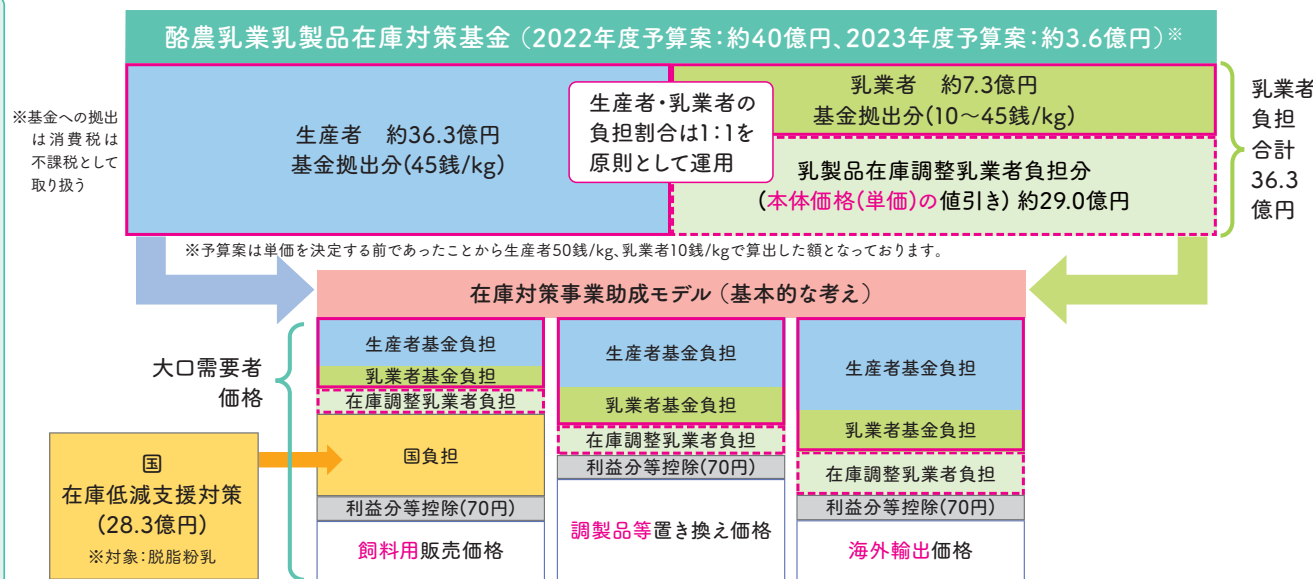 酪農乳業乳製品在庫対策基金（2022年度予算案：約40億円、2023年度予算案：約3.6億円）※
※基金への拠出
は消費税は
不課税として
取り扱う
生産者　約36.3億円
基金拠出分(45銭/kg)
生産者・乳業者の
負担割合は1：1を
原則として運用
乳業者　約7.3億円
基金拠出分(10～45銭/kg)
乳製品在庫調整乳業者負担分
(本体価格(単価)の値引き) 約29.0億円
乳業者
負担
合計
36.3
億円
※予算案は単価を決定する前であったことから生産者50銭/kg、乳業者10銭/kgで算出した額となっております。
在庫対策事業助成モデル（基本的な考え）
大口需要者
価格
国
在庫低減支援対策
(28.3億円)
※対象：脱脂粉乳
生産者基金負担
乳業者基金負担
在庫調整乳業者負担
国負担
利益分等控除(70円)
飼料用販売価格
生産者基金負担
乳業者基金負担
在庫調整乳業者負担
利益分等控除(70円)
調製品等置き換え価格
生産者基金負担
乳業者基金負担
在庫調整乳業者負担
利益分等控除(70円)
海外輸出価格